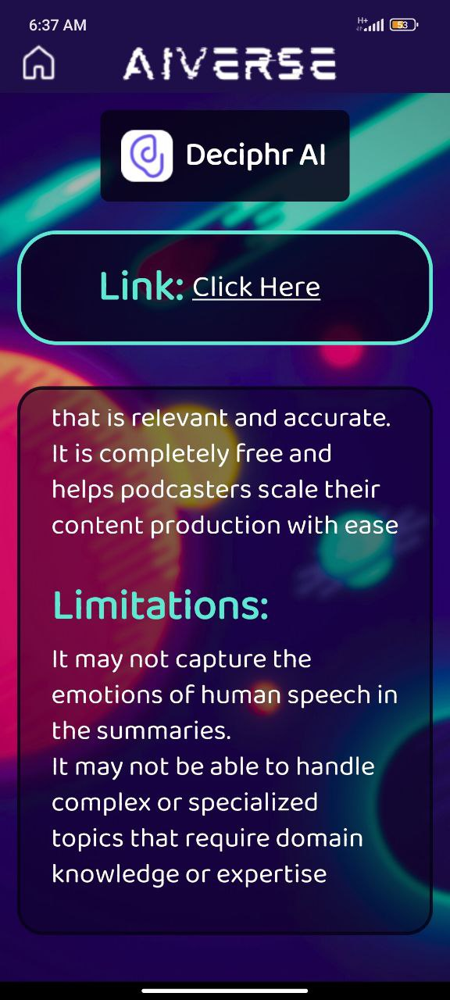 6:37 AM
H+
53
AIVERSE
Deciphr AI
Link: Click Here
that is relevant and accurate.
It is completely free and
helps podcasters scale their
content production with ease
Limitations:
It may not capture the
emotions of human speech in
the summaries.
It may not be able to handle
complex or specialized
topics that require domain
knowledge or expertise